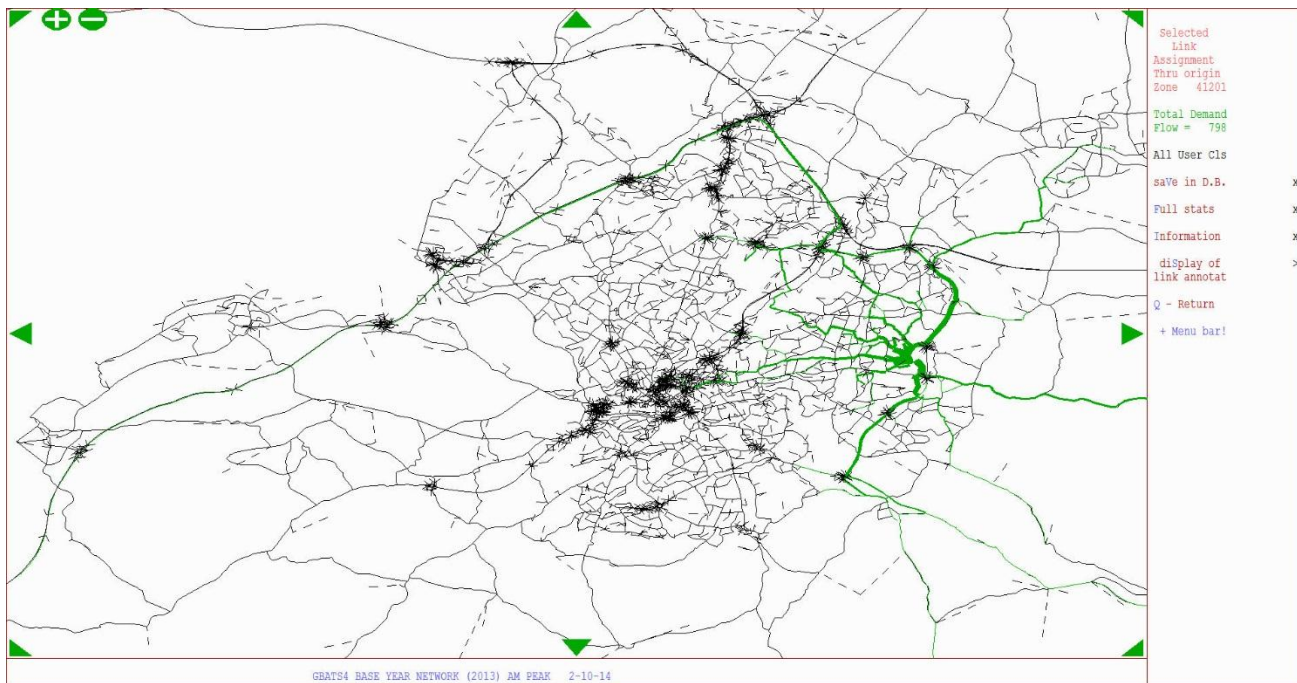 Selected
Link
Assignment
Thru origin
Zone 41201
Total Demand
Flow = 798
All User Cls
saVe in D.B. x
Full stats x
Information x
diSplay of >
link annotat
Q - Return
+ Menu bar!
GBATS4 BASE YEAR NETWORK (2013) AM PEAK 2-10-14